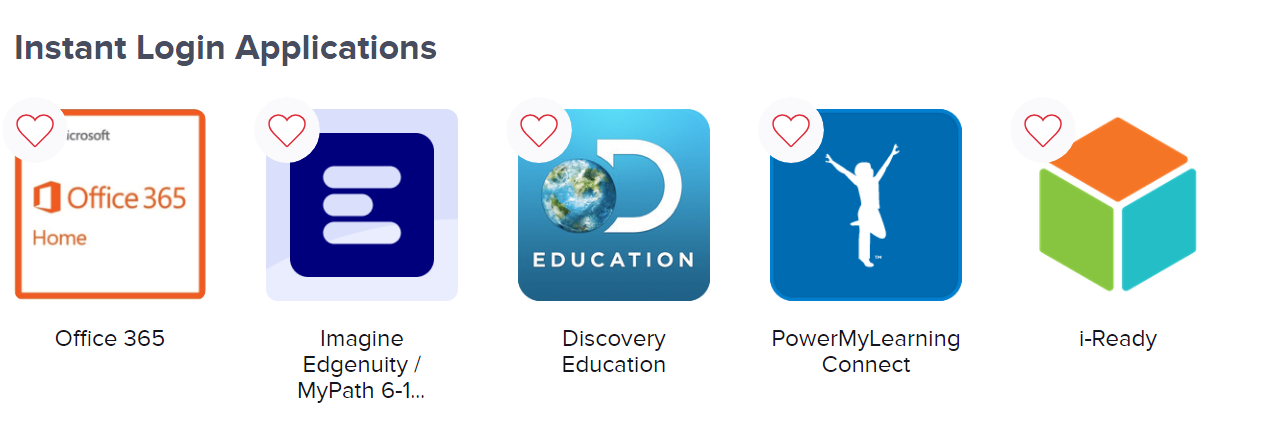 Instant Login Applications
icrosoft
Office 365
Home
EDUCATION
TM
Office 365
Imagine
Edgenuity /
MyPath 6-1...
Discovery
Education
PowerMyLearning
Connect
i-Ready